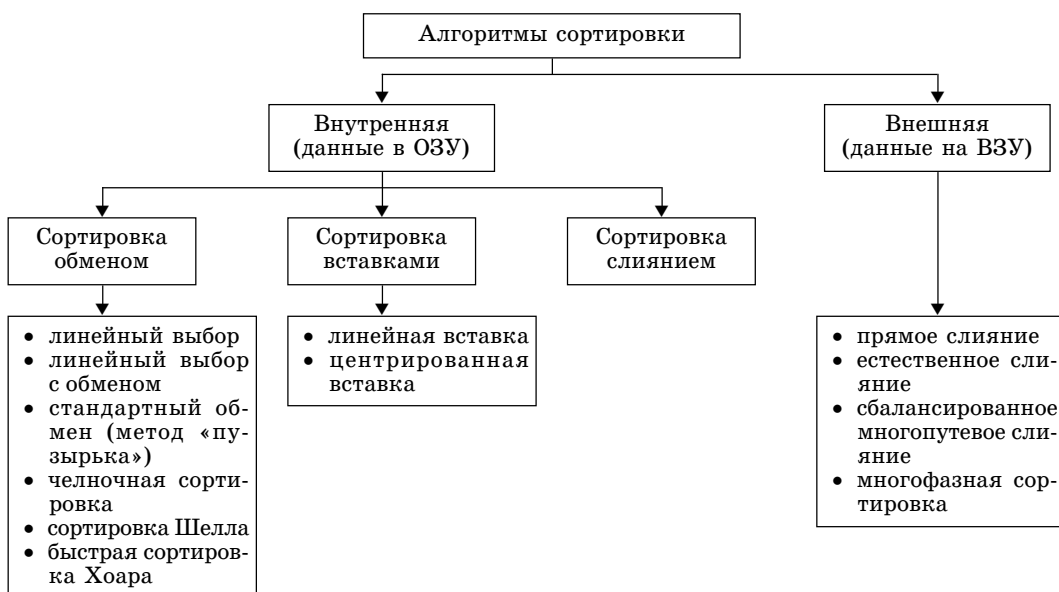 Алгоритмы сортировки
Внутренняя
(данные в ОЗУ)
Внешняя
(данные на ВЗУ)
Сортировка
обменом
Сортировка
вставками
Сортировка
слиянием
• линейный выбор
• линейный выбор
с обменом
• стандартный об-
мен (метод «пу-
зырька»)
• челночная сорти-
ровка
• сортировка Шелла
• быстрая сортиров-
ка Хоара
• линейная вставка
• центрированная
вставка
• прямое слияние
• естественное сли-
яние
• сбалансированное
многопутевое сли-
яние
• многофазная сор-
тировка